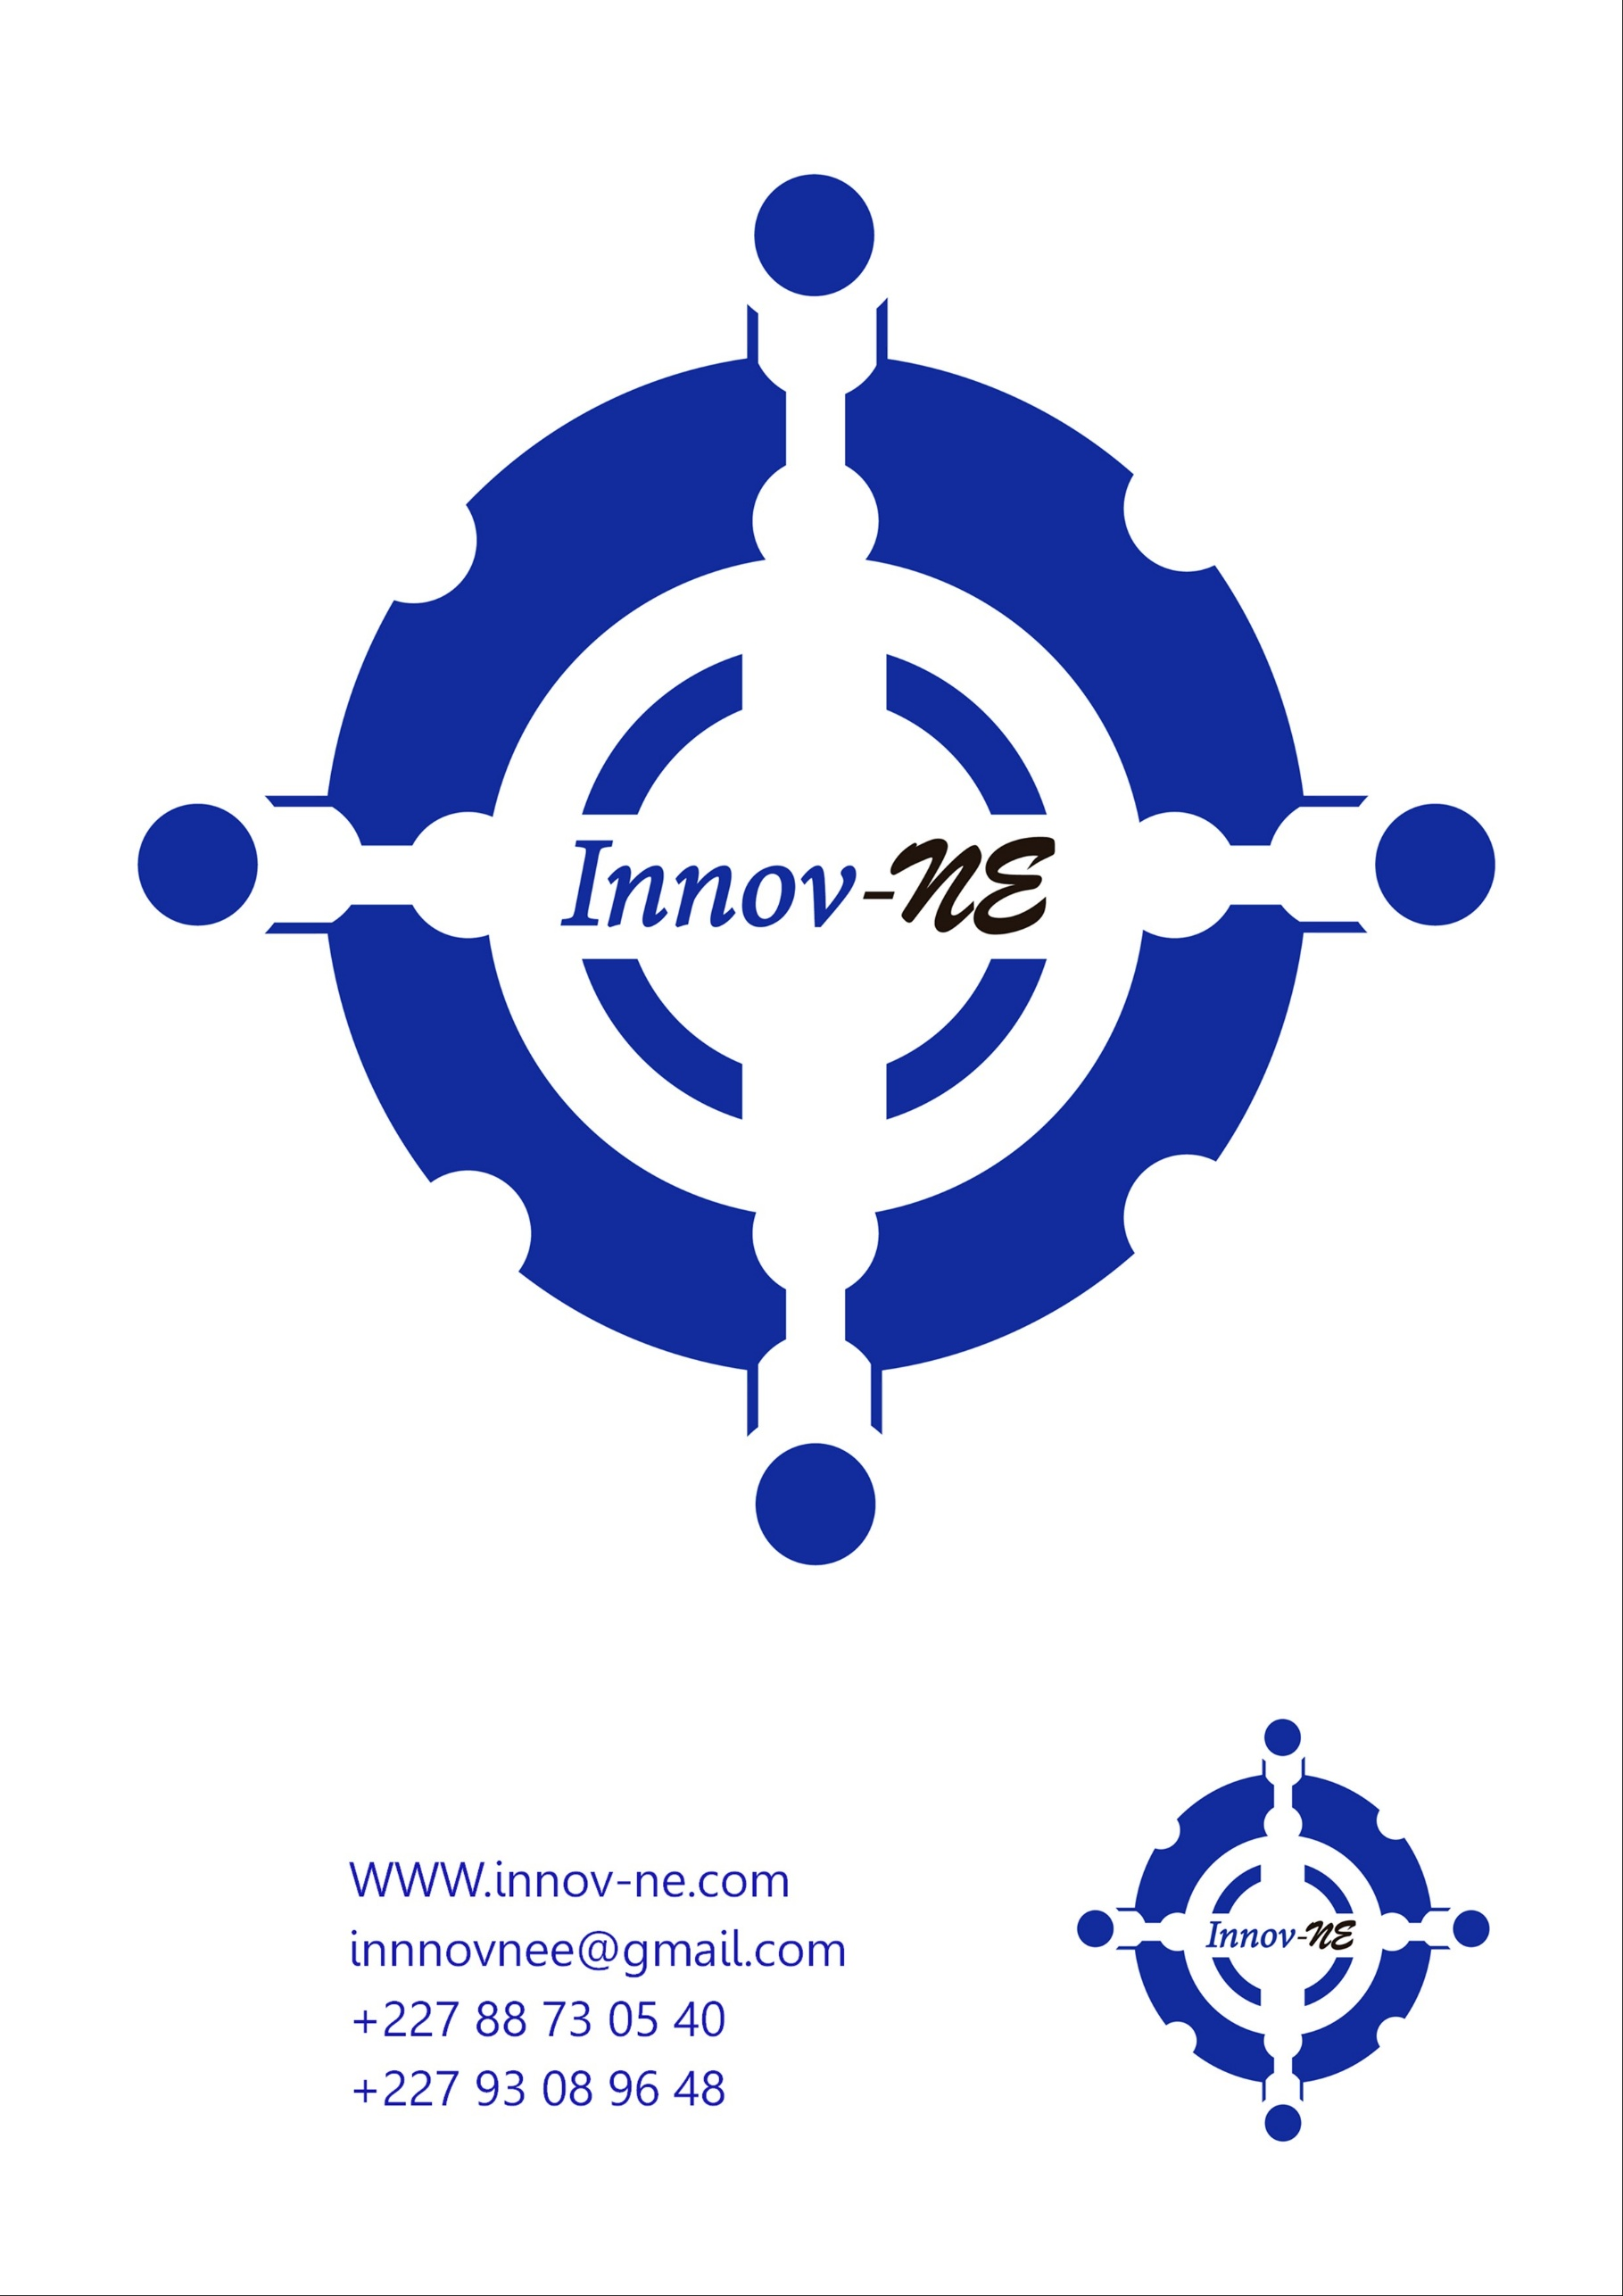 Innov-NE
WWW.innov-ne.com
innnovnee@gmail.com
+227 88 73 05 40
+227 93 08 96 48
Innov-NE